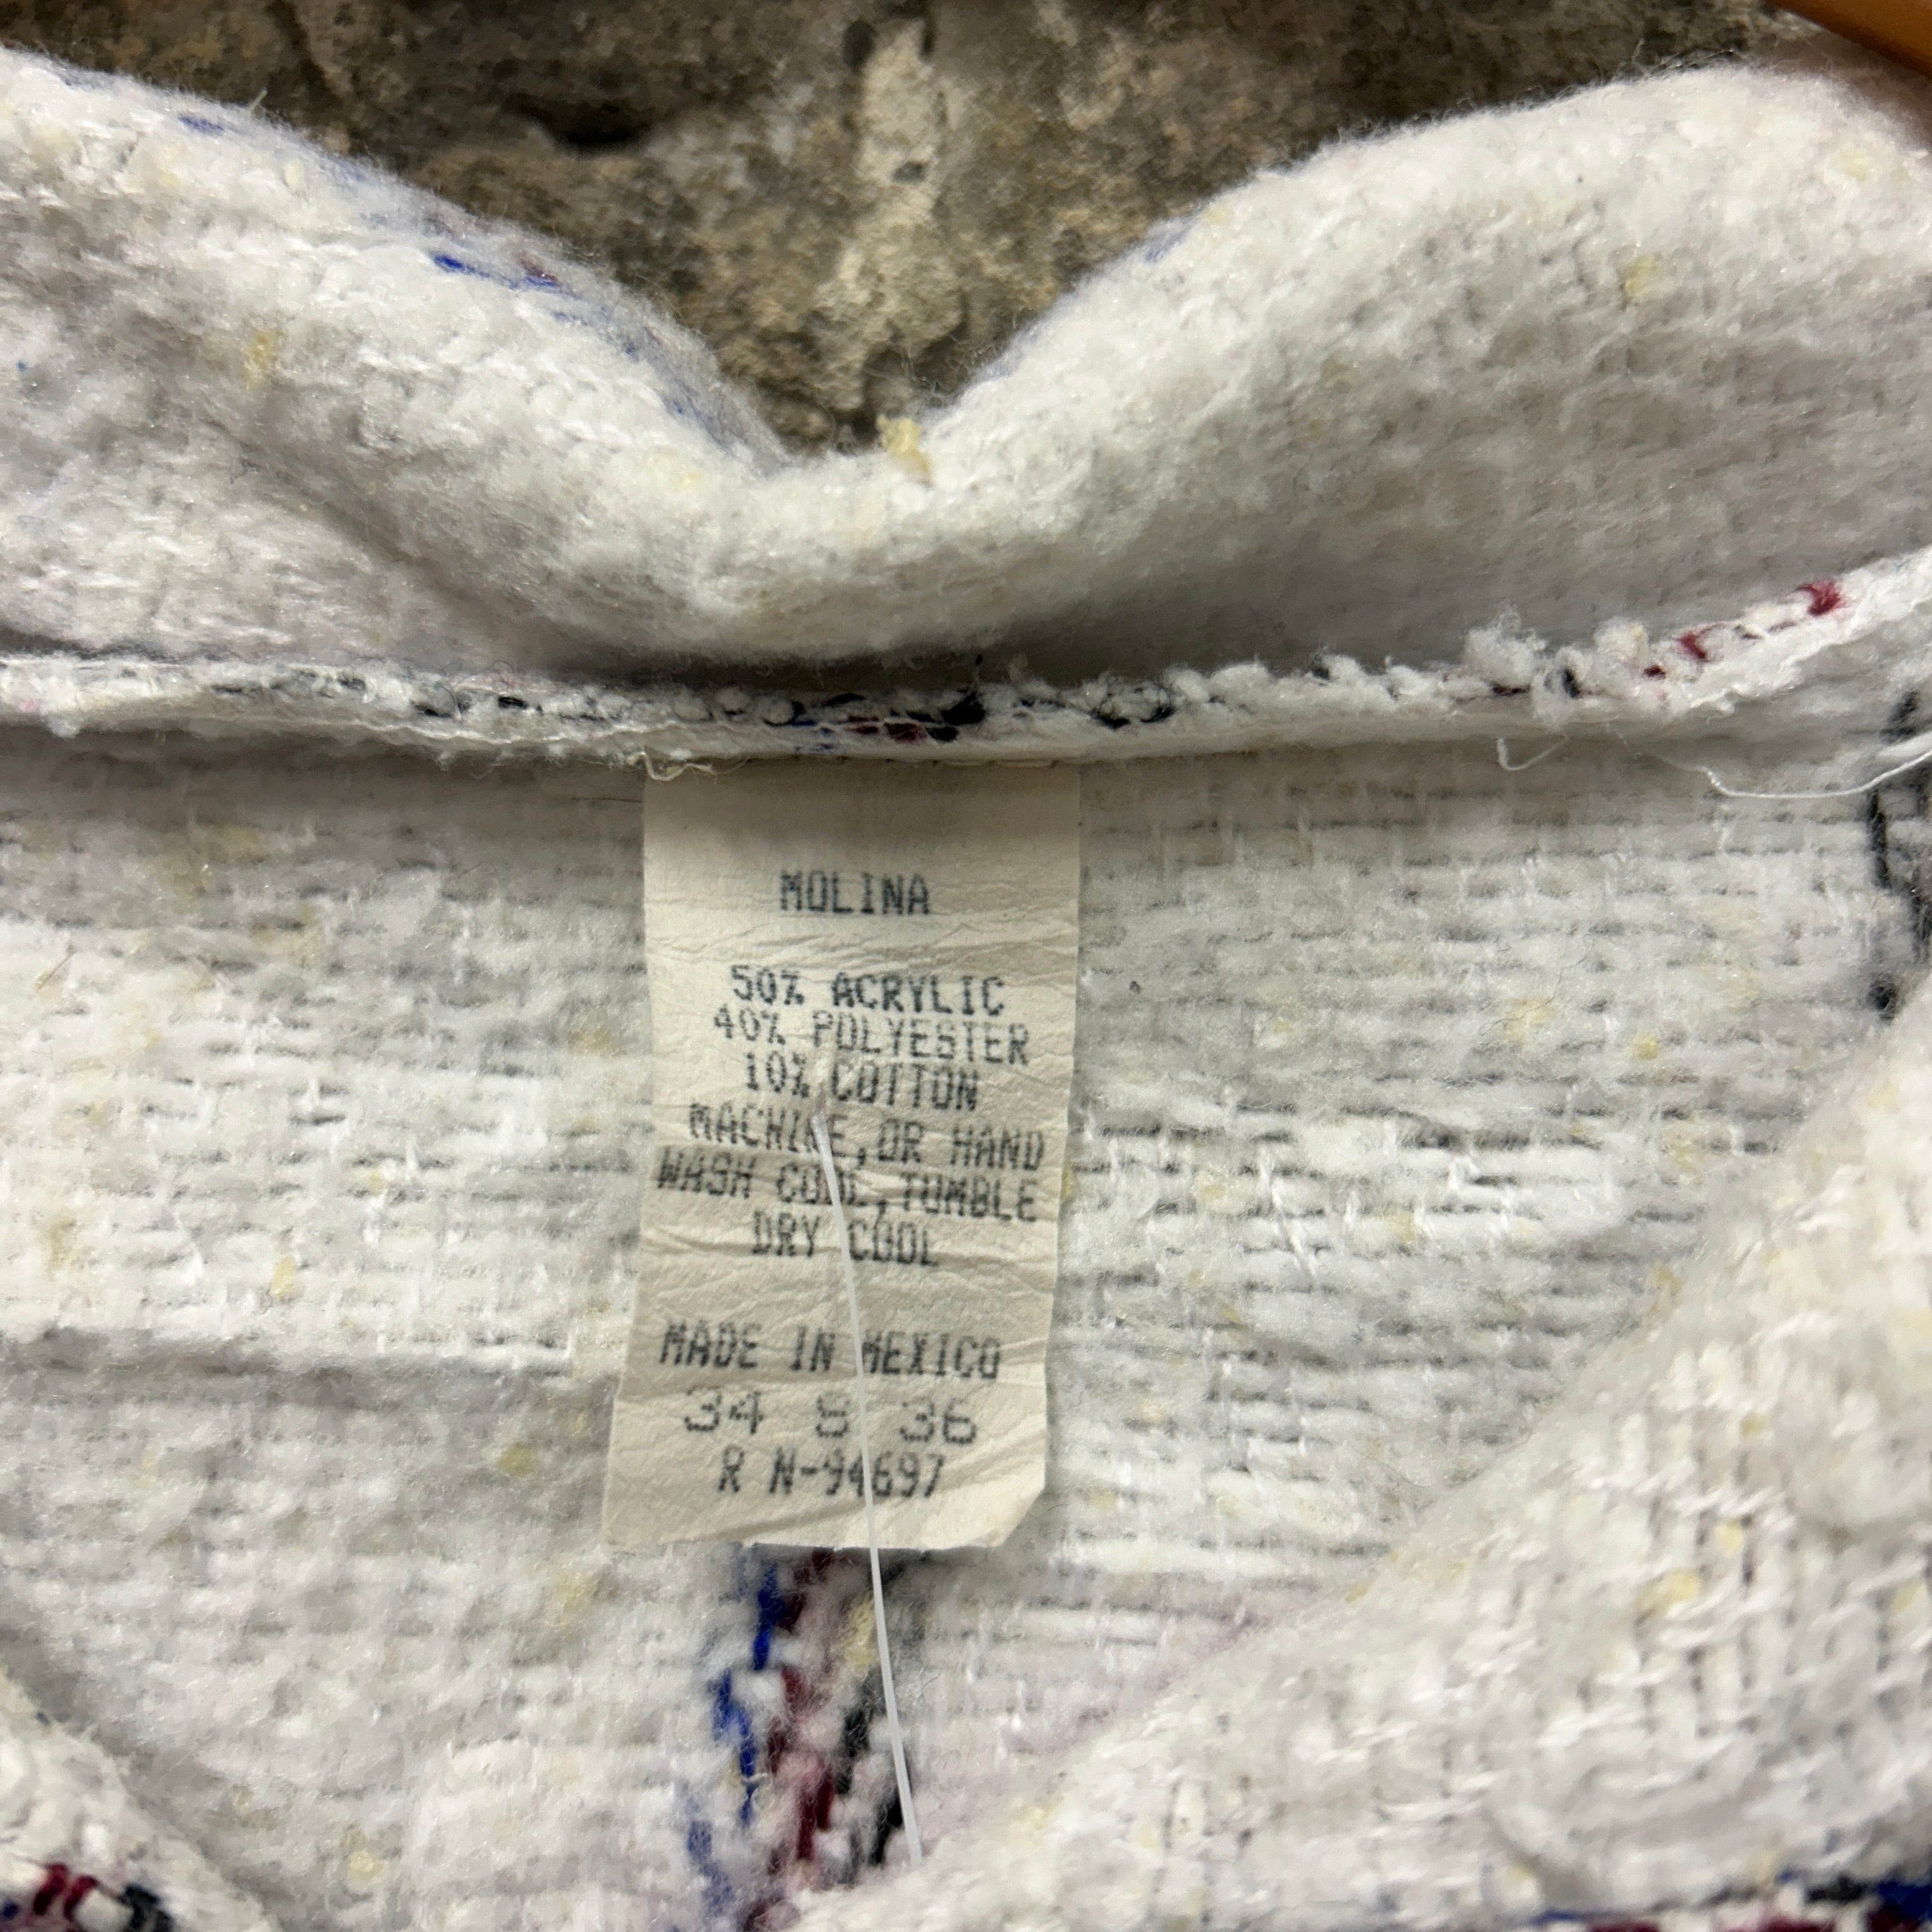 MOLINA
50% ACRYLIC
40% POLYESTER
10% COTTON
MACHINE,OR HAND
WASH COOL,TUMBLE
DRY COOL
MADE IN MEXICO
34 S 36
R N-94697